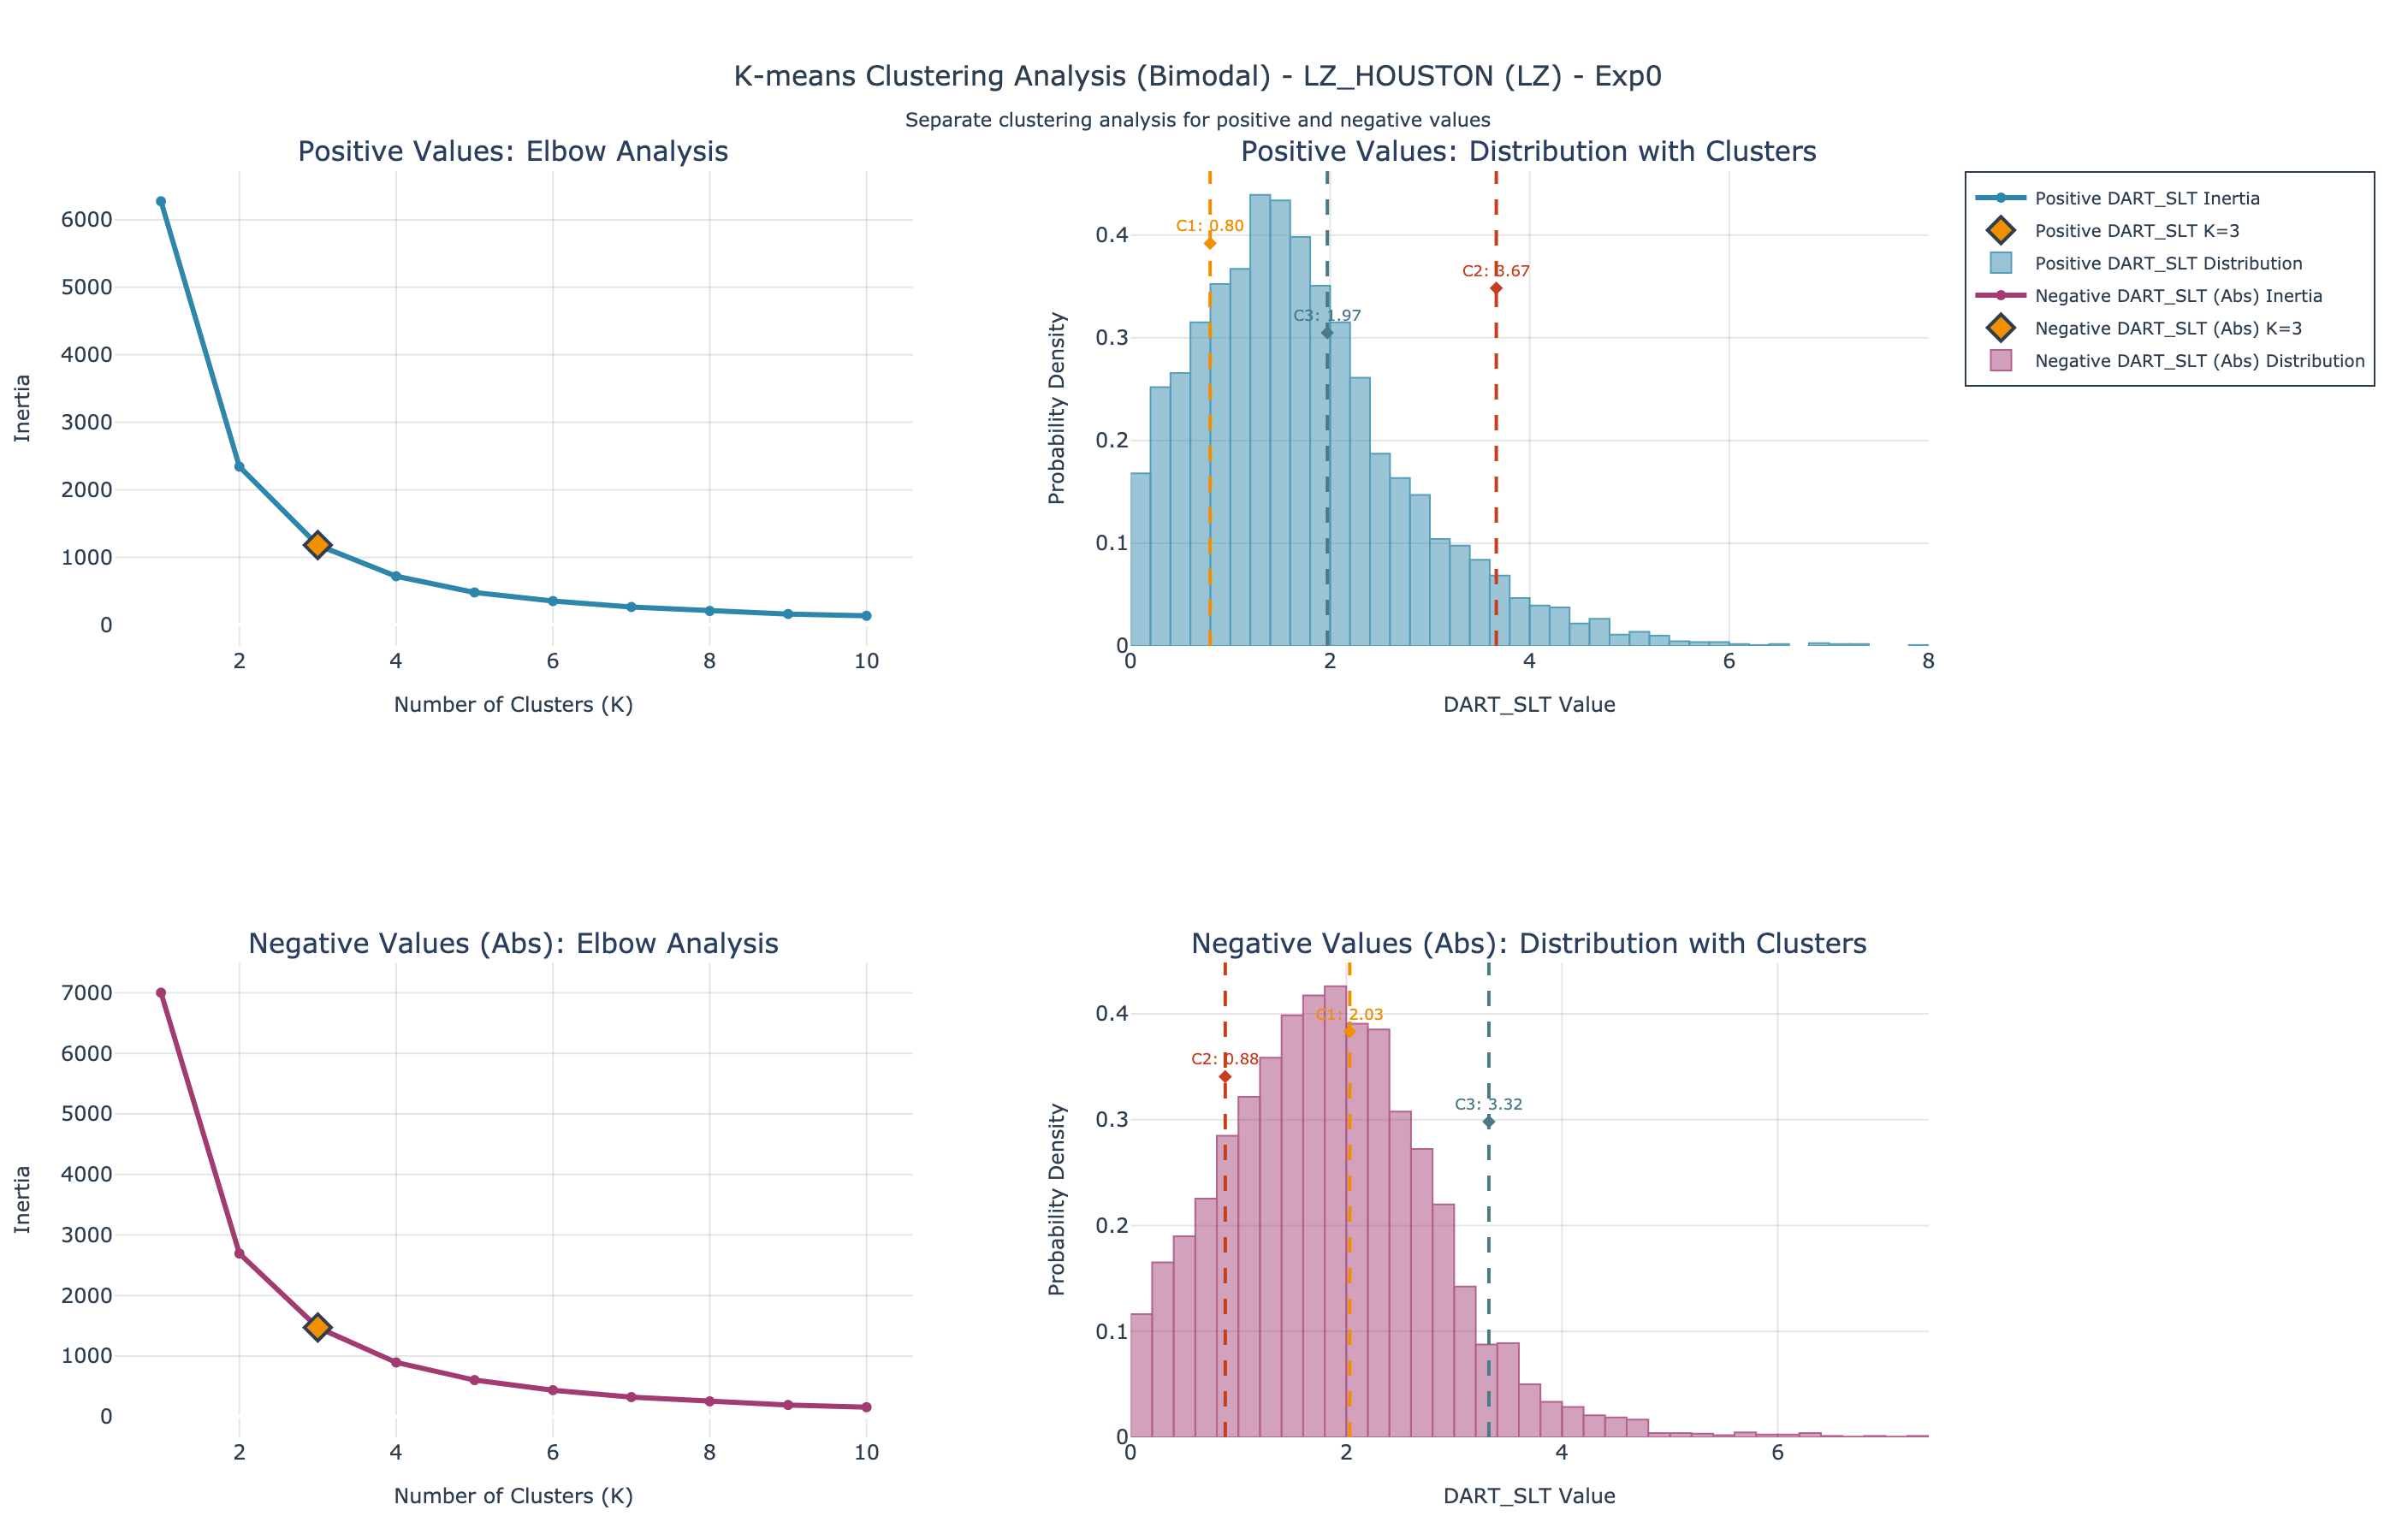 K-means Clustering Analysis (Bimodal) - LZ_HOUSTON (LZ) - Exp0
Separate clustering analysis for positive and negative values
Positive Values: Elbow Analysis
Inertia
6000
5000
4000
3000
2000
1000
0
2 4 6 8 10
Number of Clusters (K)
Positive Values: Distribution with Clusters
Probability Density
0.4
0.3
0.2
0.1
0
C1: 0.80
C2: 3.67
C3: 1.97
0 2 4 6 8
DART_SLT Value
Positive DART_SLT Inertia
Positive DART_SLT K=3
Positive DART_SLT Distribution
Negative DART_SLT (Abs) Inertia
Negative DART_SLT (Abs) K=3
Negative DART_SLT (Abs) Distribution
Negative Values (Abs): Elbow Analysis
Inertia
7000
6000
5000
4000
3000
2000
1000
0
2 4 6 8 10
Number of Clusters (K)
Negative Values (Abs): Distribution with Clusters
Probability Density
0.4
0.3
0.2
0.1
0
C1: 2.03
C2: 0.88
C3: 3.32
0 2 4 6
DART_SLT Value